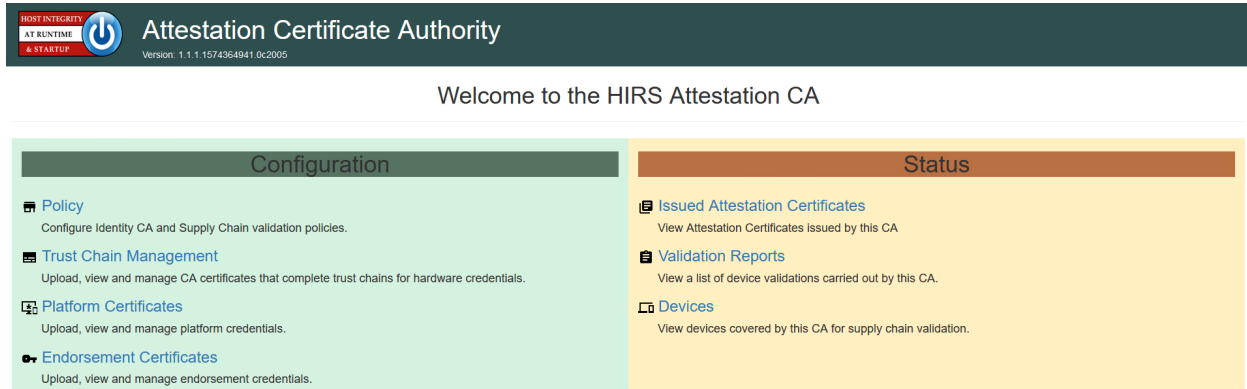 HOST INTEGRITY
AT RUNTIME
& STARTUP
Attestation Certificate Authority
Version: 1.1.1.1574364941.0c2005
Welcome to the HIRS Attestation CA
Configuration
Policy
Configure Identity CA and Supply Chain validation policies.
Trust Chain Management
Upload, view and manage CA certificates that complete trust chains for hardware credentials.
Platform Certificates
Upload, view and manage platform credentials.
Endorsement Certificates
Upload, view and manage endorsement credentials.
Status
Issued Attestation Certificates
View Attestation Certificates issued by this CA
Validation Reports
View a list of device validations carried out by this CA.
Devices
View devices covered by this CA for supply chain validation.